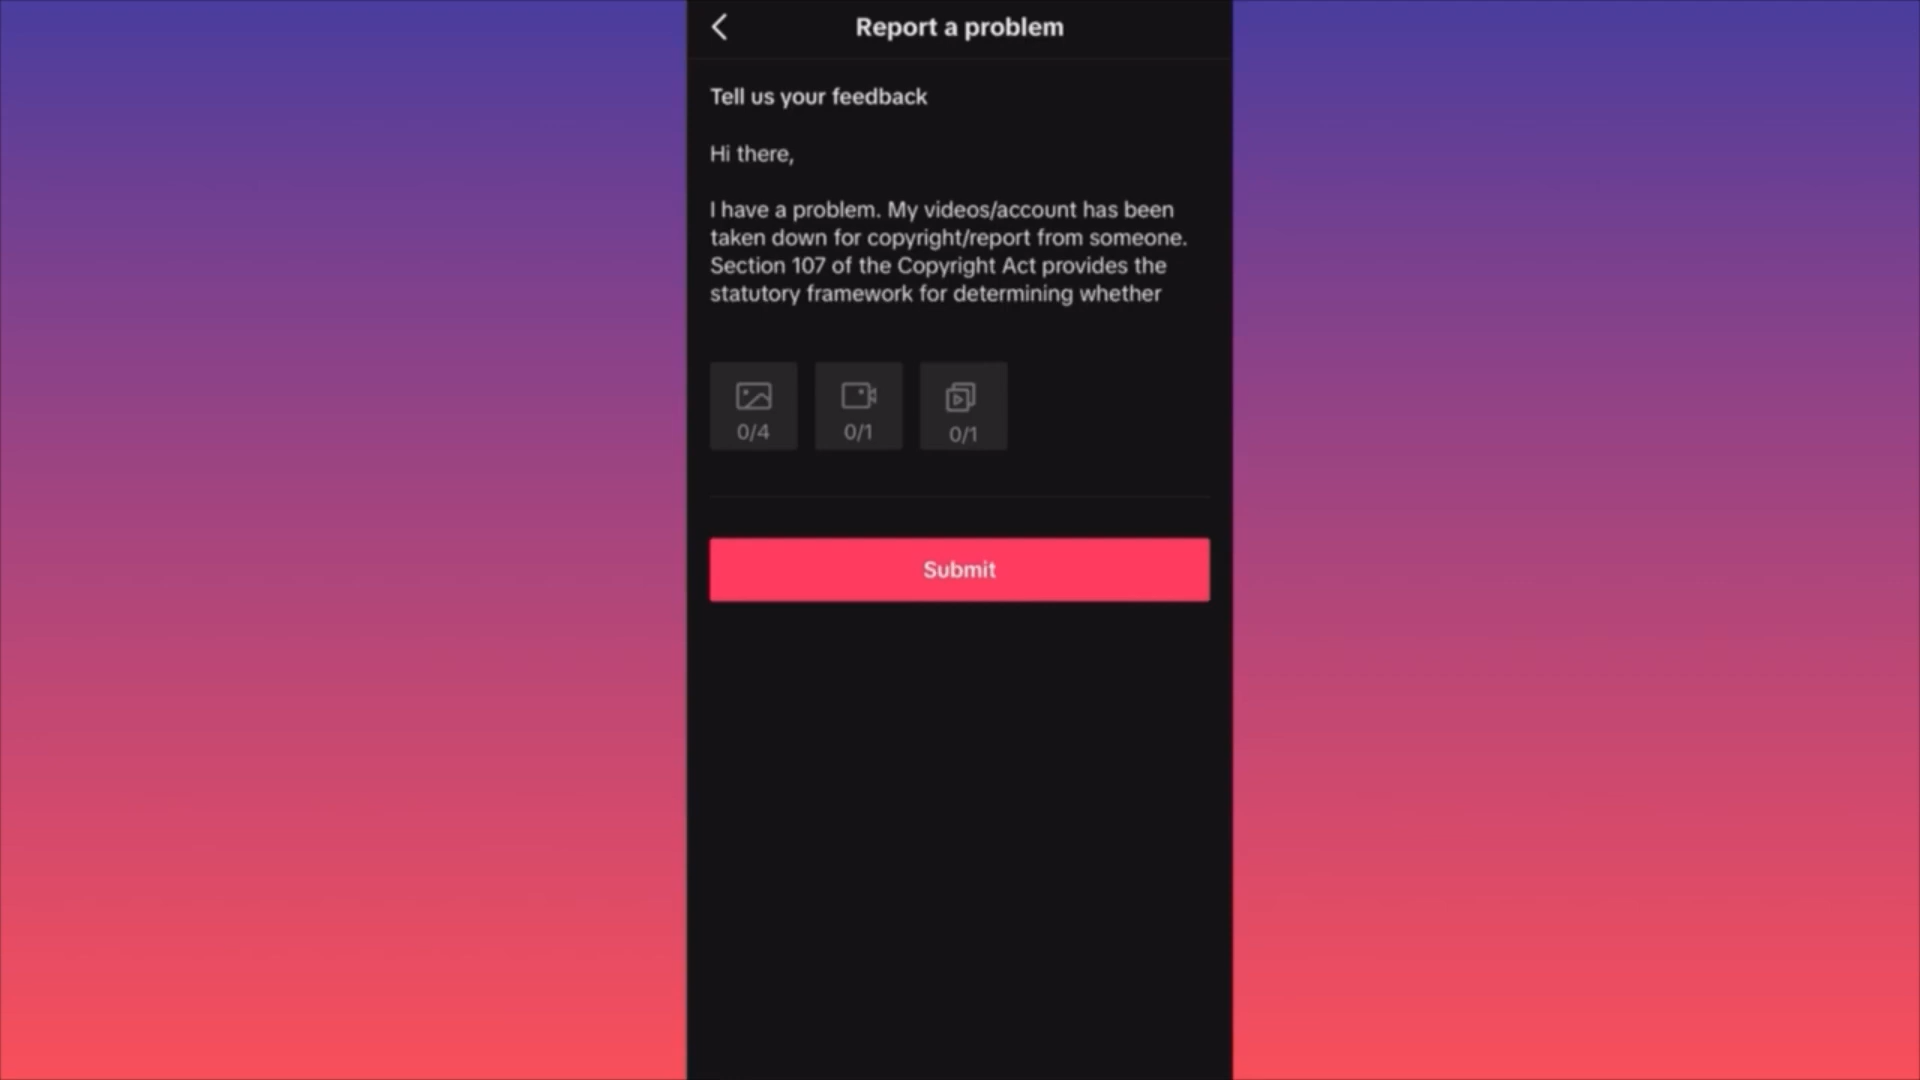 Report a problem
Tell us your feedback
Hi there,
I have a problem. My videos/account has been
taken down for copyright/report from someone.
Section 107 of the Copyright Act provides the
statutory framework for determining whether
0/4
0/1
0/1
Submit